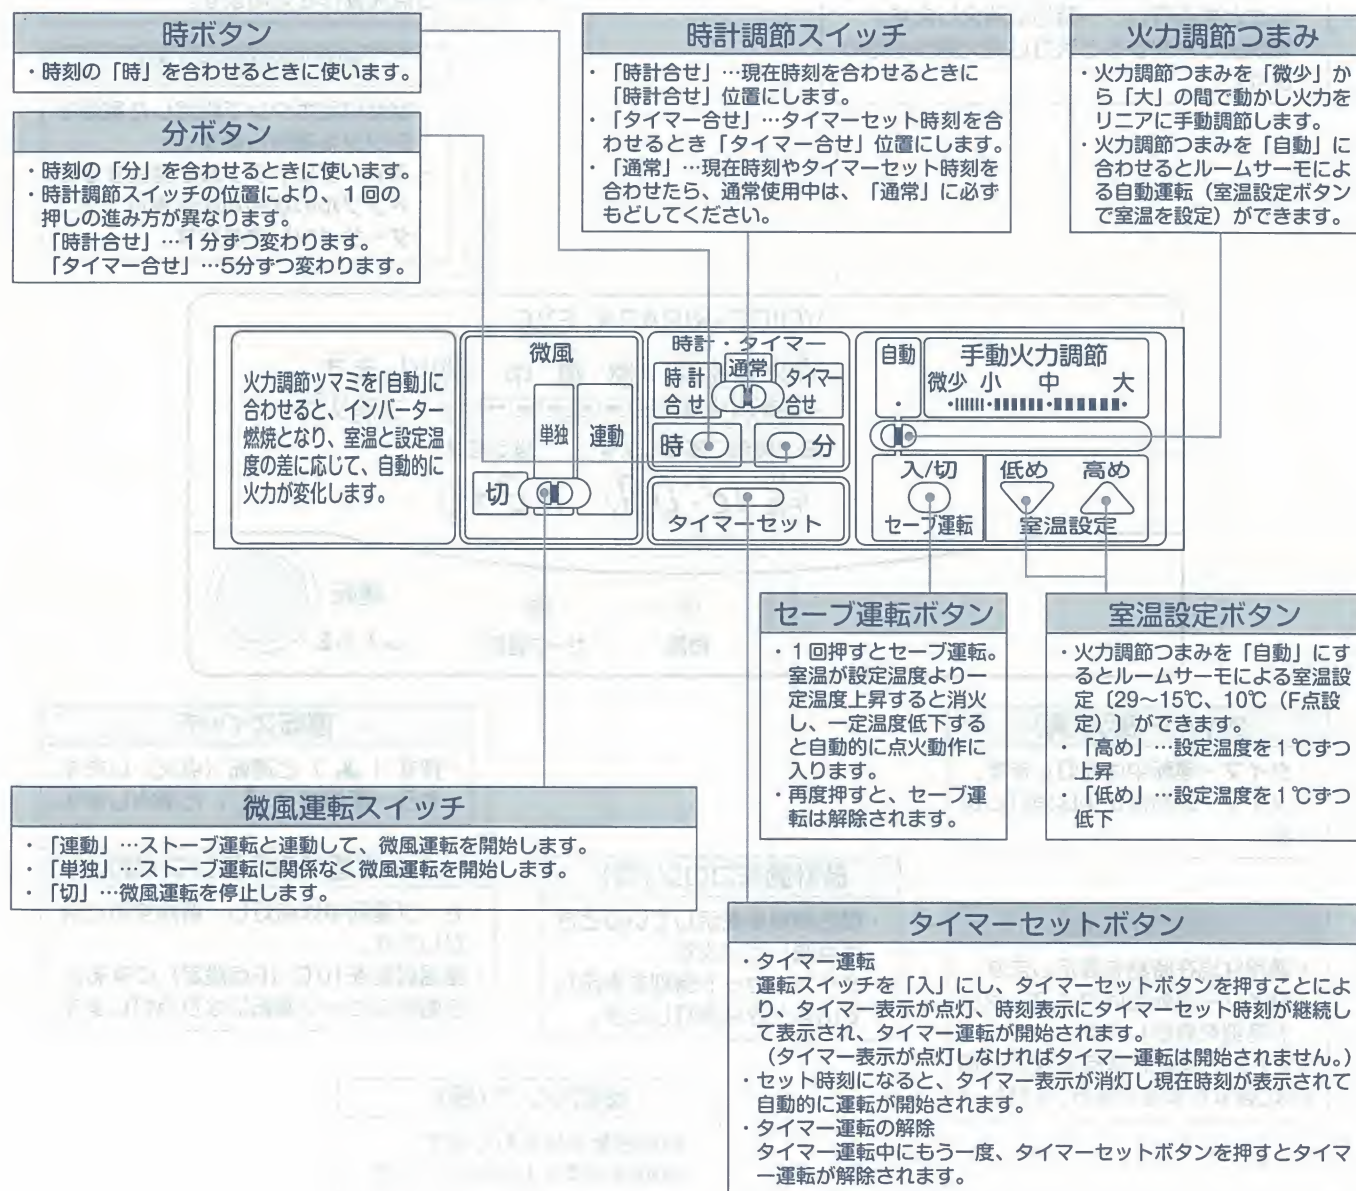 時ボタン
・時刻の「時」を合わせるときに使います。
分ボタン
・時刻の「分」を合わせるときに使います。
・時計調節スイッチの位置により、1回の
押しの進み方が異なります。
「時計合せ」…1分ずつ変わります。
「タイマー合せ」…5分ずつ変わります。
時計調節スイッチ
・「時計合せ」…現在時刻を合わせるときに
「時計合せ」位置にします。
・「タイマー合せ」…タイマーセット時刻を合
わせるとき「タイマー合せ」位置にします。
・「通常」…現在時刻やタイマーセット時刻を
合わせたら、通常使用中は、「通常」に必ず
もどしてください。
火力調節つまみ
・火力調節つまみを「微少」か
ら「大」の間で動かし火力を
リニアに手動調節します。
・火力調節つまみを「自動」に
合わせるとルームサーモによ
る自動運転（室温設定ボタン
で室温を設定）ができます。
火力調節ツマミを「自動」に
合わせると、インバーター
燃焼となり、室温と設定温
度の差に応じて、自動的に
火力が変化します。
微風
単独 連動
切
時計・タイマー
通常
時計 タイマー
合せ 合せ
時 分
タイマーセット
自動 手動火力調節
微少 小 中 大
入/切 低め 高め
セーブ運転 室温設定
セーブ運転ボタン
・1回押すとセーブ運転。
室温が設定温度より一
定温度上昇すると消火
し、一定温度低下する
と自動的に点火動作に
入ります。
・再度押すと、セーブ運
転は解除されます。
室温設定ボタン
・火力調節つまみを「自動」にす
るとルームサーモによる室温設
定〔29～15℃、10℃（F点設
定）〕ができます。
・「高め」…設定温度を1℃ずつ
上昇
・「低め」…設定温度を1℃ずつ
低下
微風運転スイッチ
・「連動」…ストーブ運転と連動して、微風運転を開始します。
・「単独」…ストーブ運転に関係なく微風運転を開始します。
・「切」…微風運転を停止します。
タイマーセットボタン
・タイマー運転
運転スイッチを「入」にし、タイマーセットボタンを押すことによ
り、タイマー表示が点灯、時刻表示にタイマーセット時刻が継続し
て表示され、タイマー運転が開始されます。
（タイマー表示が点灯しなければタイマー運転は開始されません。）
・セット時刻になると、タイマー表示が消灯し現在時刻が表示されて
自動的に運転が開始されます。
・タイマー運転の解除
タイマー運転中にもう一度、タイマーセットボタンを押すとタイマ
ー運転が解除されます。